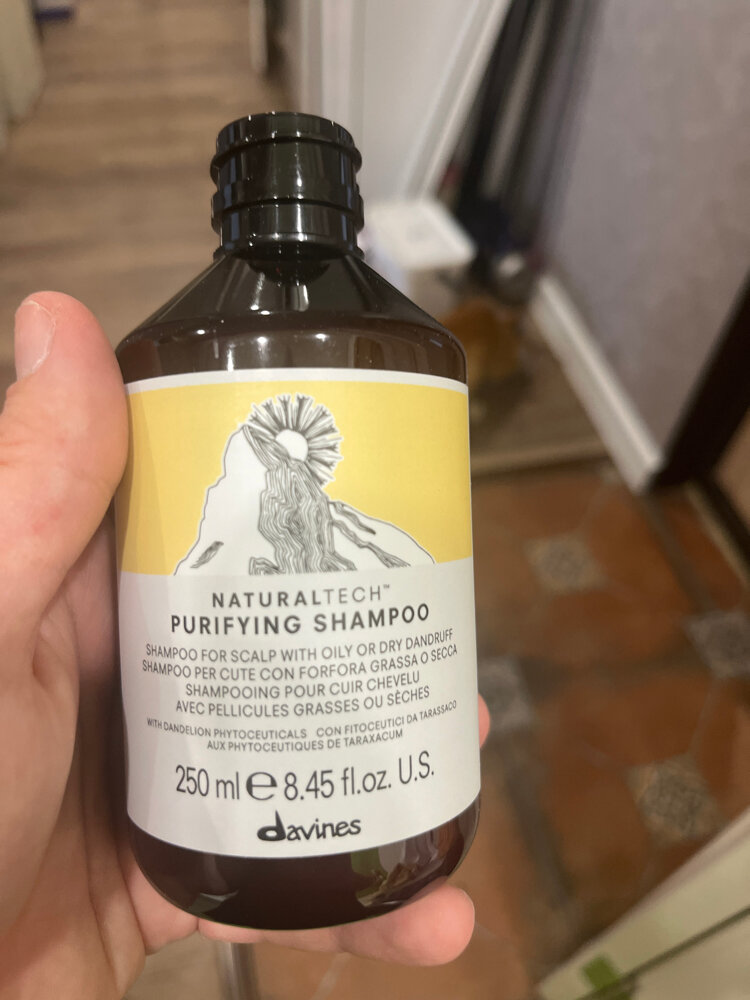 NATURALTECH™
PURIFYING SHAMPOO
SHAMPOO FOR SCALP WITH OILY OR DRY DANDRUFF
SHAMPOO PER CUTE CON FORFORA GRASSA O SECCA
SHAMPOOING POUR CUIR CHEVELU
AVEC PELLICULES GRASSES OU SÈCHES
WITH DANDELION PHYTOCEUTICALS CON FITOCEUTICI DA TARASSACO
AUX PHYTOCEUTIQUES DE TARAXACUM
250 ml ℮ 8.45 fl.oz. U.S.
davines